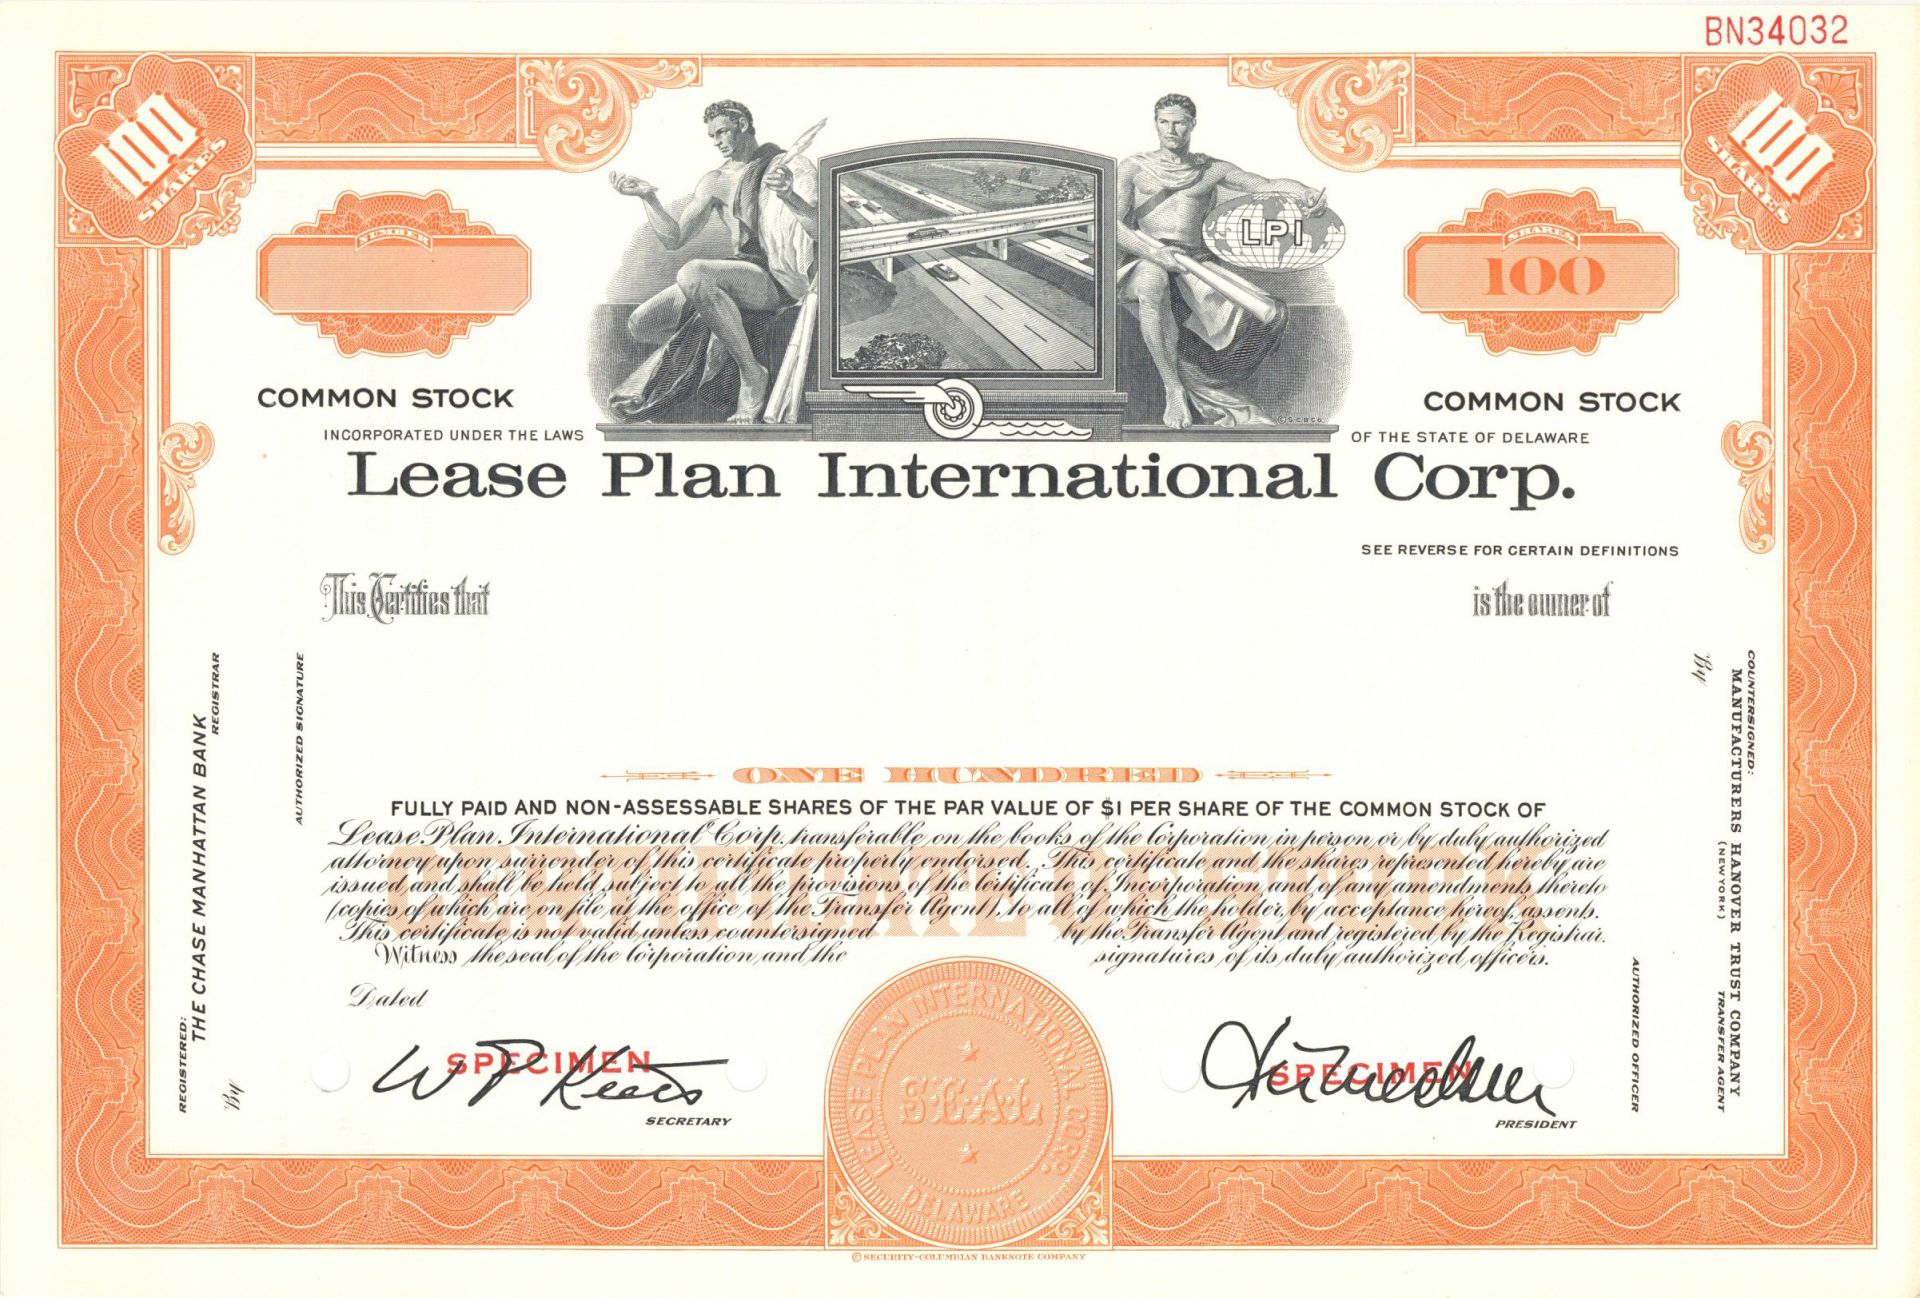 BN34032
100
SHARES
100
SHARES
NUMBER
SHARES
100
LPI
COMMON STOCK
COMMON STOCK
© S.C.B.CO.
INCORPORATED UNDER THE LAWS OF THE STATE OF DELAWARE
Lease Plan International Corp.
SEE REVERSE FOR CERTAIN DEFINITIONS
This Certifies that
is the owner of
ONE HUNDRED
FULLY PAID AND NON-ASSESSABLE SHARES OF THE PAR VALUE OF $1 PER SHARE OF THE COMMON STOCK OF
Lease Plan International Corp., transferable on the books of the Corporation in person or by duly authorized
attorney upon surrender of this certificate properly endorsed. This certificate and the shares represented hereby are
issued and shall be held subject to all the provisions of the Certificate of Incorporation and of any amendments thereto
(copies of which are on file at the office of the Transfer Agent), to all of which the holder, by acceptance hereof, assents.
This certificate is not valid unless countersigned by the Transfer Agent and registered by the Registrar.
Witness the seal of the Corporation and the signatures of its duly authorized officers.
CERTIFICATE OF STOCK
Dated
SPECIMEN
W P Keets
SECRETARY
SPECIMEN
PRESIDENT
LEASE PLAN INTERNATIONAL CORP.
SEAL
DELAWARE
REGISTERED:
THE CHASE MANHATTAN BANK
REGISTRAR
By
AUTHORIZED SIGNATURE
COUNTERSIGNED:
MANUFACTURERS HANOVER TRUST COMPANY
(NEW YORK)
TRANSFER AGENT
By
AUTHORIZED OFFICER
© SECURITY-COLUMBIAN BANKNOTE COMPANY